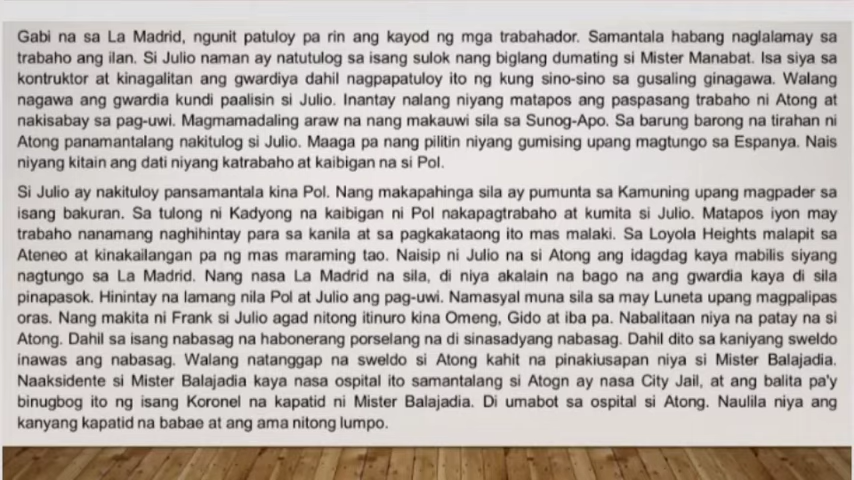 Gabi na sa La Madrid, ngunit patuloy pa rin ang kayod ng mga trabahador. Samantala habang naglalamay sa
trabaho ang ilan. Si Julio naman ay natutulog sa isang sulok nang biglang dumating si Mister Manabat. Isa siya sa
kontruktor at kinagalitan ang gwardiya dahil nagpapatuloy ito ng kung sino-sino sa gusaling ginagawa. Walang
nagawa ang gwardia kundi paalisin si Julio. Inantay nalang niyang matapos ang paspasang trabaho ni Atong at
nakisabay sa pag-uwi. Magmamadaling araw na nang makauwi sila sa Sunog-Apo. Sa barung barong na tirahan ni
Atong panamantalang nakitulog si Julio. Maaga pa nang pilitin niyang gumising upang magtungo sa Espanya. Nais
niyang kitain ang dati niyang katrabaho at kaibigan na si Pol.
Si Julio ay nakituloy pansamantala kina Pol. Nang makapahinga sila ay pumunta sa Kamuning upang magpader sa
isang bakuran. Sa tulong ni Kadyong na kaibigan ni Pol nakapagtrabaho at kumita si Julio. Matapos iyon may
trabaho nanamang naghihintay para sa kanila at sa pagkakataong ito mas malaki. Sa Loyola Heights malapit sa
Ateneo at kinakailangan pa ng mas maraming tao. Naisip ni Julio na si Atong ang idagdag kaya mabilis siyang
nagtungo sa La Madrid. Nang nasa La Madrid na sila, di niya akalain na bago na ang gwardia kaya di sila
pinapasok. Hinintay na lamang nila Pol at Julio ang pag-uwi. Namasyal muna sila sa may Luneta upang magpalipas
oras. Nang makita ni Frank si Julio agad nitong itinuro kina Omeng, Gido at iba pa. Nabalitaan niya na patay na si
Atong. Dahil sa isang nabasag na habonerang porselang na di sinasadyang nabasag. Dahil dito sa kaniyang sweldo
inawas ang nabasag. Walang natanggap na sweldo si Atong kahit na pinakiusapan niya si Mister Balajadia.
Naaksidente si Mister Balajadia kaya nasa ospital ito samantalang si Atogn ay nasa City Jail, at ang balita pa'y
binugbog ito ng isang Koronel na kapatid ni Mister Balajadia. Di umabot sa ospital si Atong. Naulila niya ang
kanyang kapatid na babae at ang ama nitong lumpo.